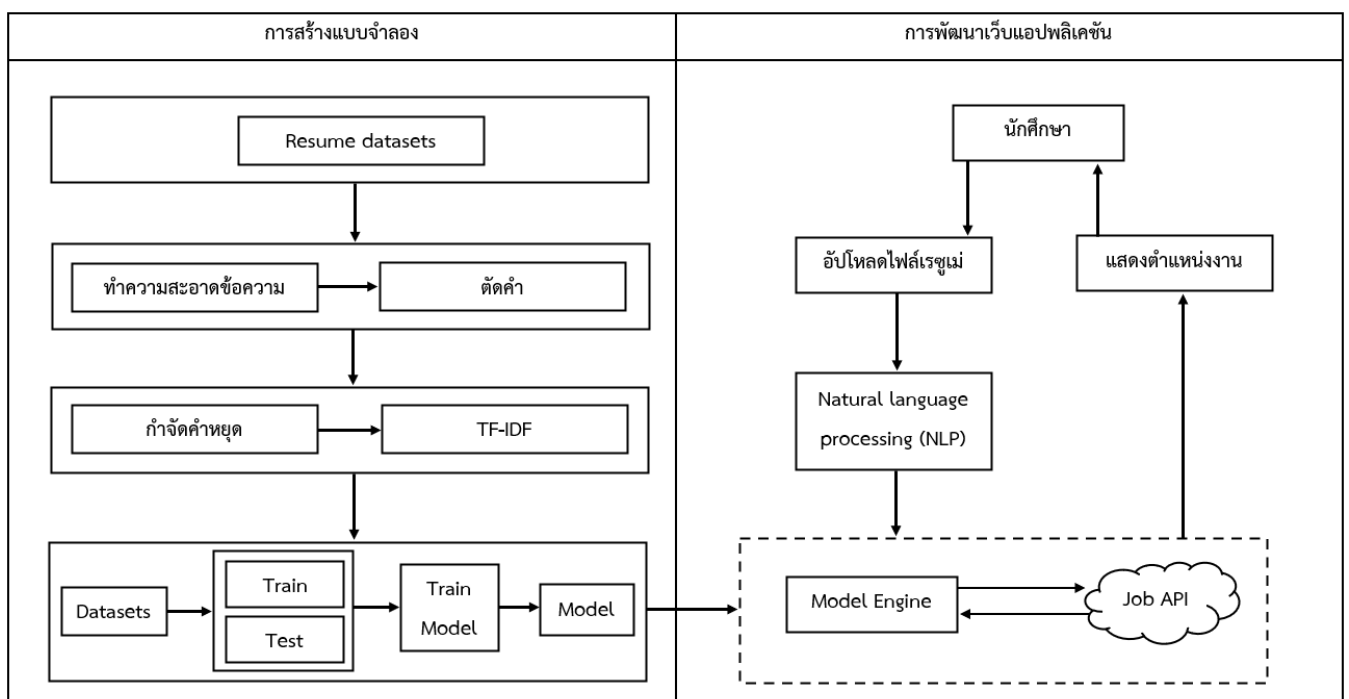 การสร้างแบบจำลอง
การพัฒนาเว็บแอปพลิเคชัน
Resume datasets
ทำความสะอาดข้อความ
ตัดคำ
กำจัดคำหยุด
TF-IDF
Datasets
Train
Test
Train
Model
Model
นักศึกษา
อัปโหลดไฟล์เรซูเม่
แสดงตำแหน่งงาน
Natural language
processing (NLP)
Model Engine
Job API